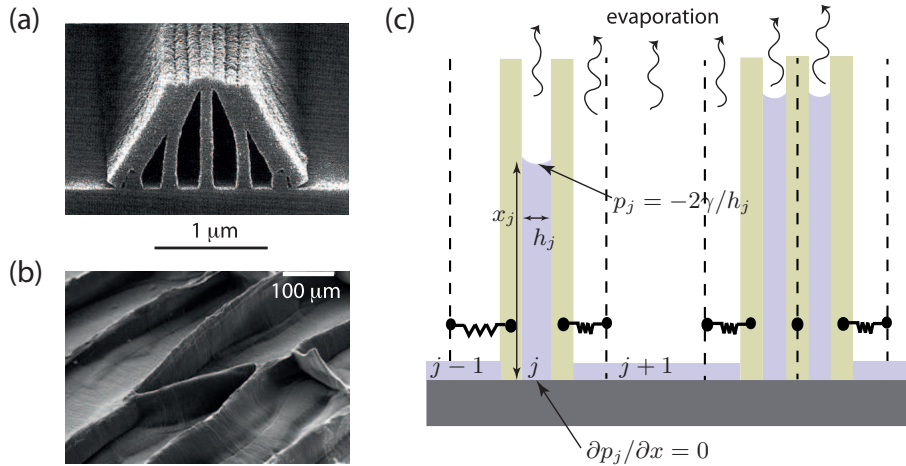 (a)
1 μm
(b)
100 μm
(c)
evaporation
p_j = −2γ/h_j
x_j
h_j
j − 1
j
j + 1
∂p_j/∂x = 0